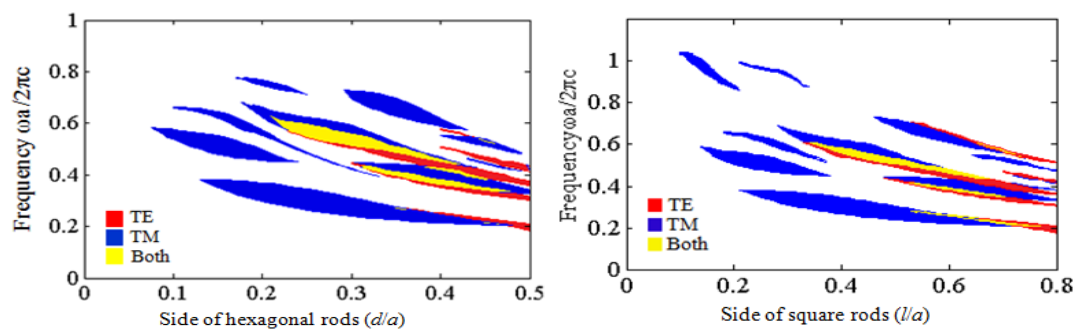 Frequency ωa/2πc
1
0.8
0.6
0.4
0.2
0
TE
TM
Both
0 0.1 0.2 0.3 0.4 0.5
Side of hexagonal rods (d/a)
Frequency ωa/2πc
1
0.8
0.6
0.4
0.2
0
TE
TM
Both
0 0.2 0.4 0.6 0.8
Side of square rods (l/a)